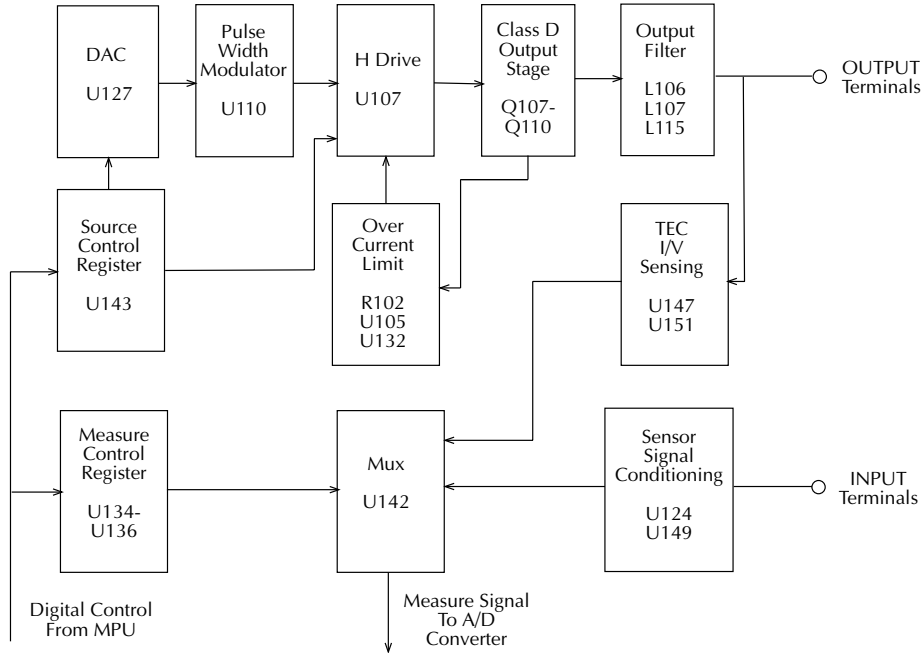 DAC
U127
Pulse
Width
Modulator
U110
H Drive
U107
Class D
Output
Stage
Q107-
Q110
Output
Filter
L106
L107
L115
OUTPUT
Terminals
Source
Control
Register
U143
Over
Current
Limit
R102
U105
U132
TEC
I/V
Sensing
U147
U151
Measure
Control
Register
U134-
U136
Mux
U142
Sensor
Signal
Conditioning
U124
U149
INPUT
Terminals
Digital Control
From MPU
Measure Signal
To A/D
Converter